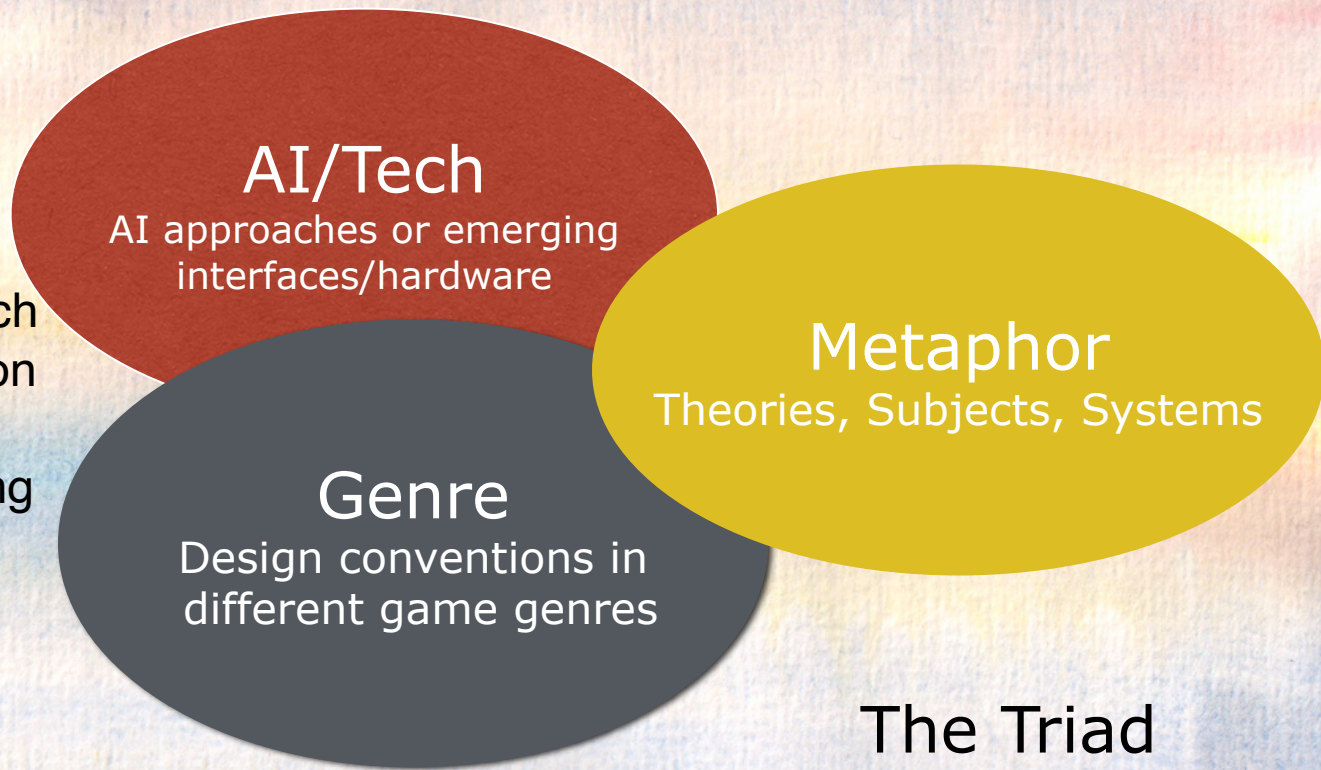 AI/Tech
AI approaches or emerging
interfaces/hardware
Metaphor
Theories, Subjects, Systems
Genre
Design conventions in
different game genres
The Triad